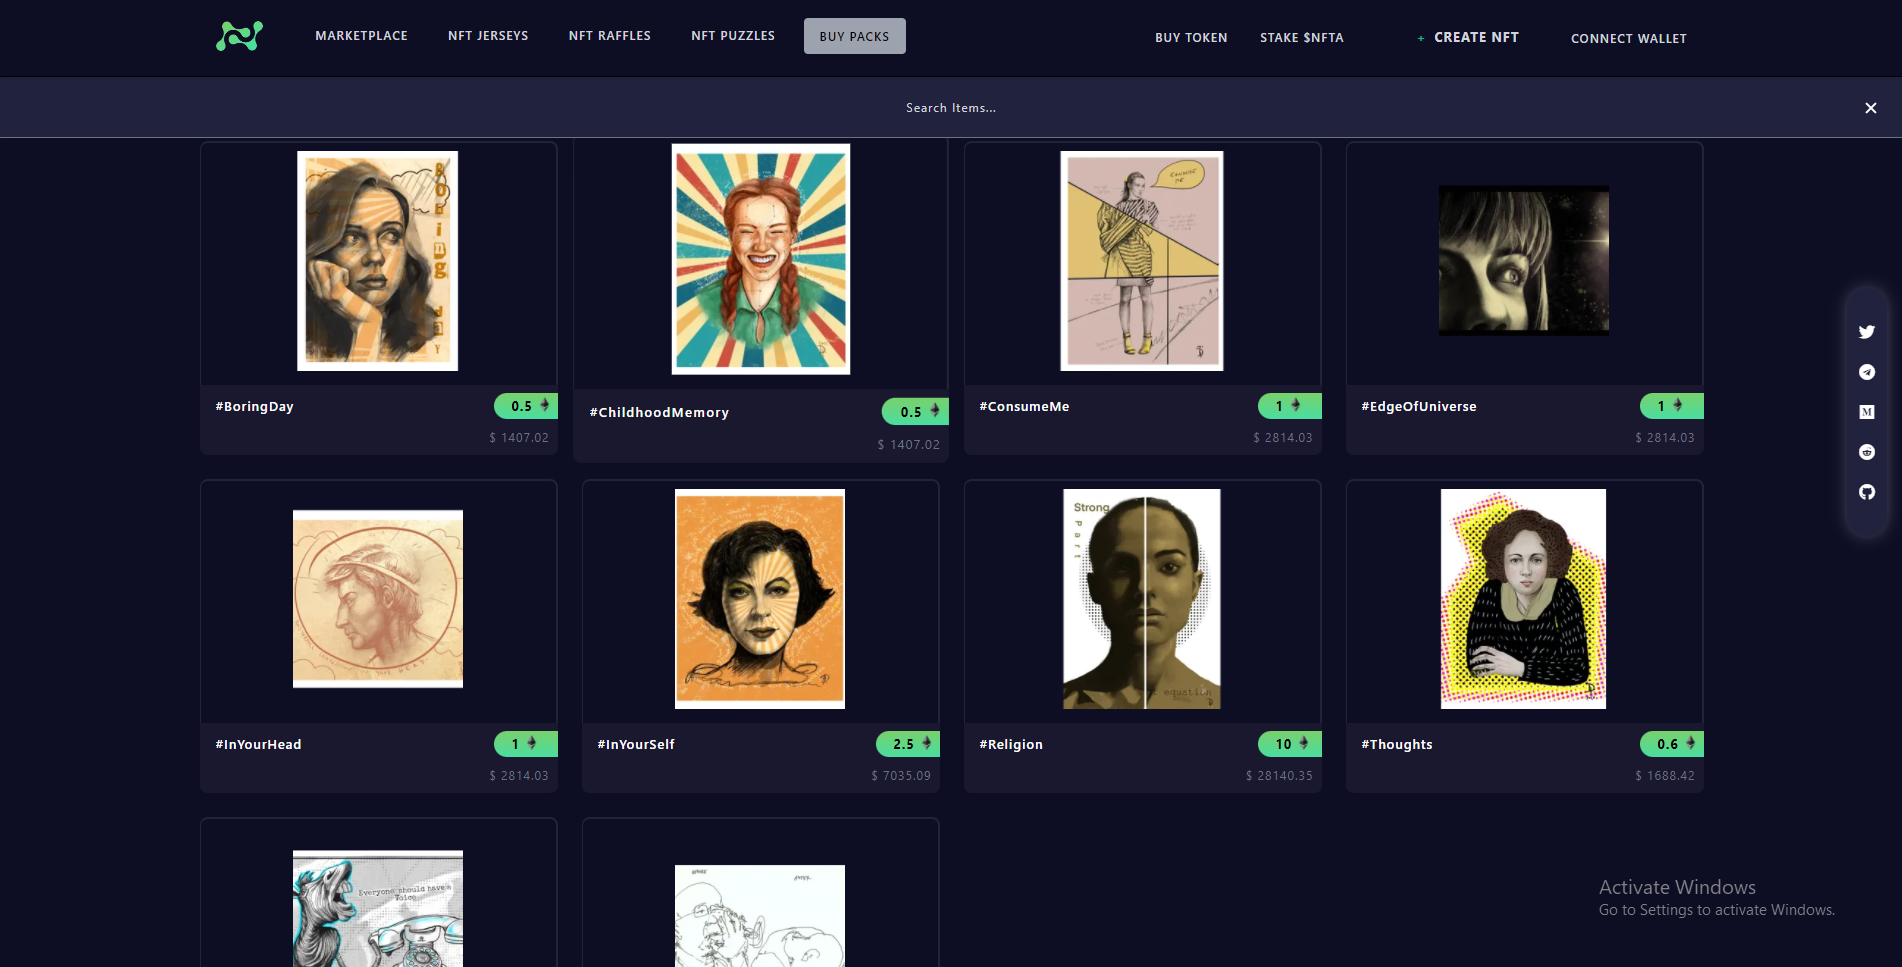 MARKETPLACE NFT JERSEYS NFT RAFFLES NFT PUZZLES BUY PACKS BUY TOKEN STAKE $NFTA + CREATE NFT CONNECT WALLET
Search Items...
Boring
CONSUME
ME
#BoringDay 0.5
$ 1407.02
#ChildhoodMemory 0.5
$ 1407.02
#ConsumeMe 1
$ 2814.03
#EdgeOfUniverse 1
$ 2814.03
Strong
Part
equation
#InYourHead 1
$ 2814.03
#InYourSelf 2.5
$ 7035.09
#Religion 10
$ 28140.35
#Thoughts 0.6
$ 1688.42
Everyone should have a
Voice
Activate Windows
Go to Settings to activate Windows.